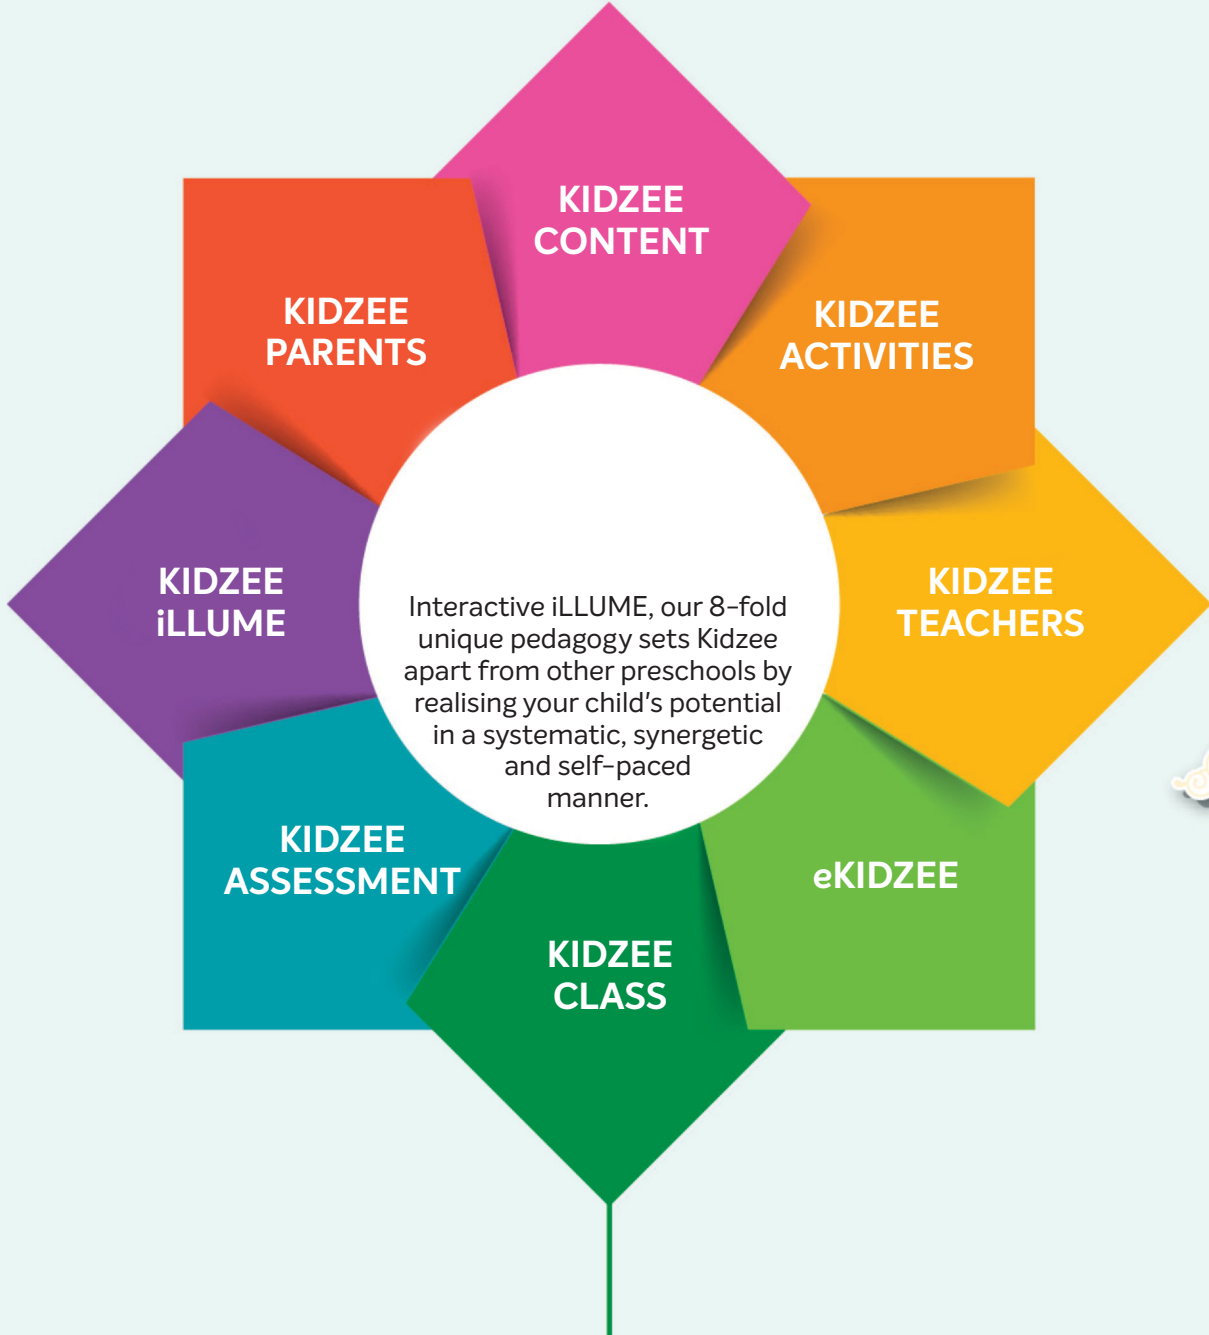 KIDZEE
CONTENT
KIDZEE
ACTIVITIES
KIDZEE
TEACHERS
eKIDZEE
KIDZEE
CLASS
KIDZEE
ASSESSMENT
KIDZEE
iLLUME
KIDZEE
PARENTS
Interactive iLLUME, our 8-fold
unique pedagogy sets Kidzee
apart from other preschools by
realising your child's potential
in a systematic, synergetic
and self-paced
manner.